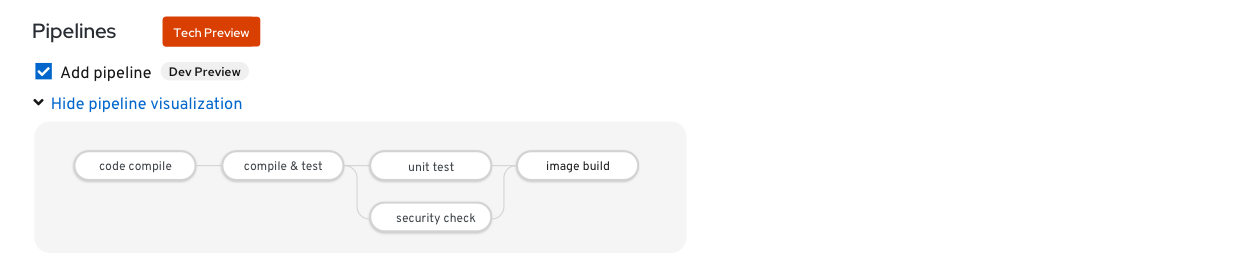 Pipelines Tech Preview
Add pipeline Dev Preview
Hide pipeline visualization
code compile compile & test unit test image build
security check